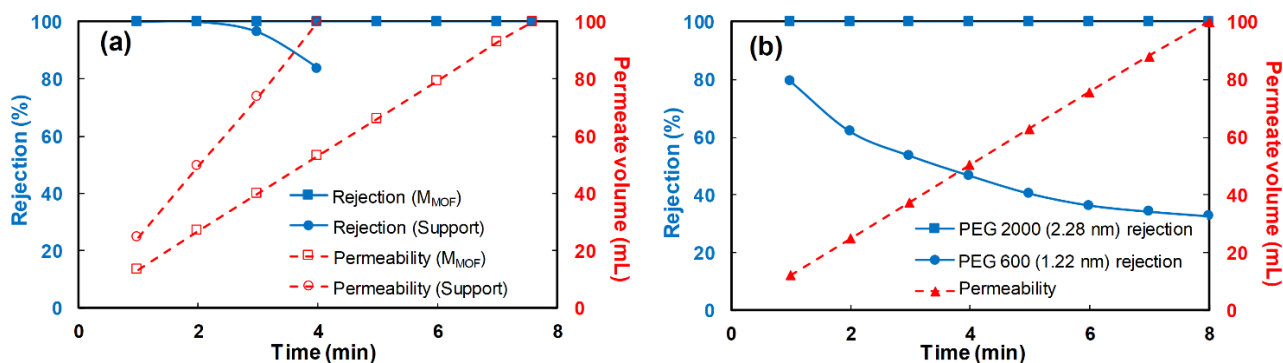 (a)
Rejection (%)
100
80
60
40
20
0
Rejection (MMOF)
Rejection (Support)
Permeability (MMOF)
Permeability (Support)
0
2
4
6
8
Time (min)
100
80
60
40
20
0
Permeate volume (mL)
(b)
Rejection (%)
100
80
60
40
20
0
PEG 2000 (2.28 nm) rejection
PEG 600 (1.22 nm) rejection
Permeability
0
2
4
6
8
Time (min)
100
80
60
40
20
0
Permeate volume (mL)